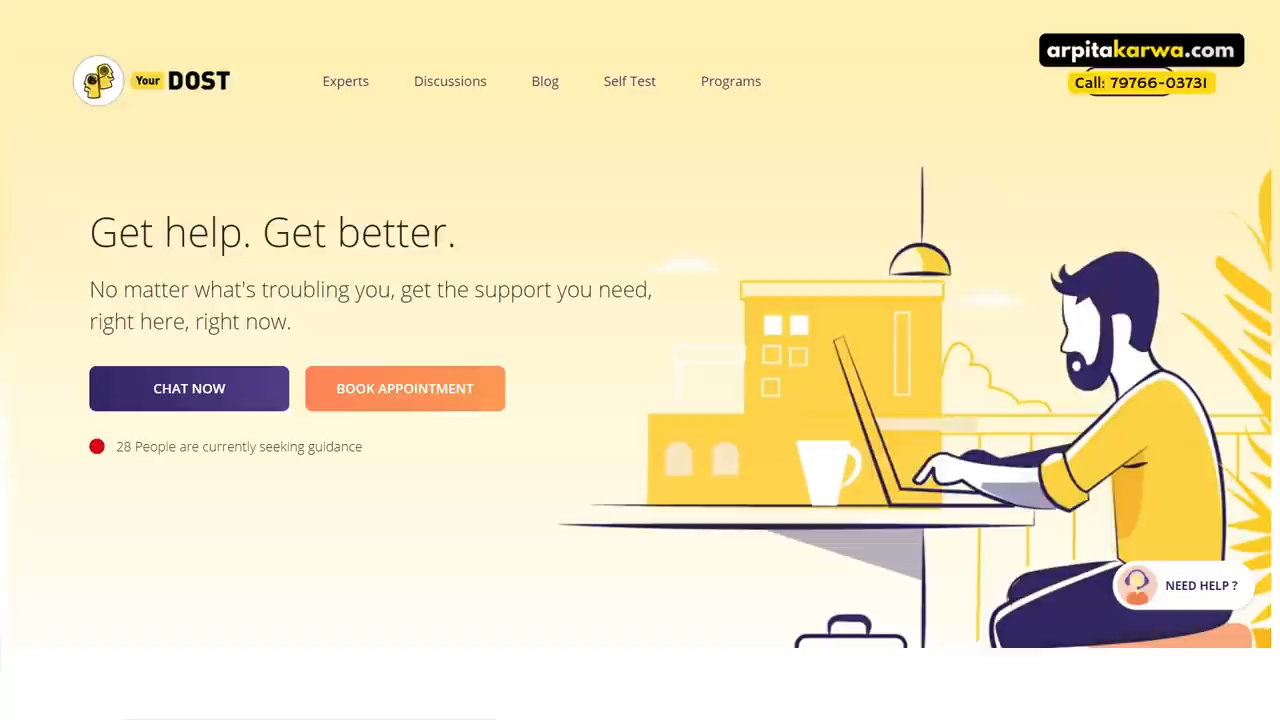 arpitakarwa.com
Call: 79766-03731
Your DOST
Experts
Discussions
Blog
Self Test
Programs
Get help. Get better.
No matter what's troubling you, get the support you need,
right here, right now.
CHAT NOW
BOOK APPOINTMENT
28 People are currently seeking guidance
NEED HELP ?